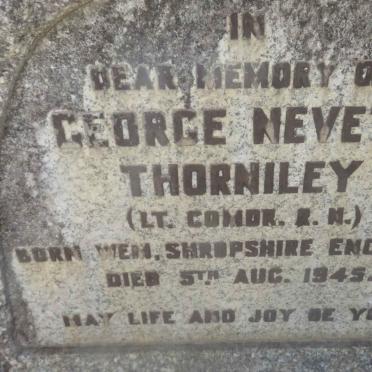 IN
DEAR MEMORY O
GEORGE NEVE
THORNILEY
(LT. COMDR. R. N.)
BORN WEM, SHROPSHIRE ENG
DIED 5TH AUG. 1945.
MAY LIFE AND JOY BE YO